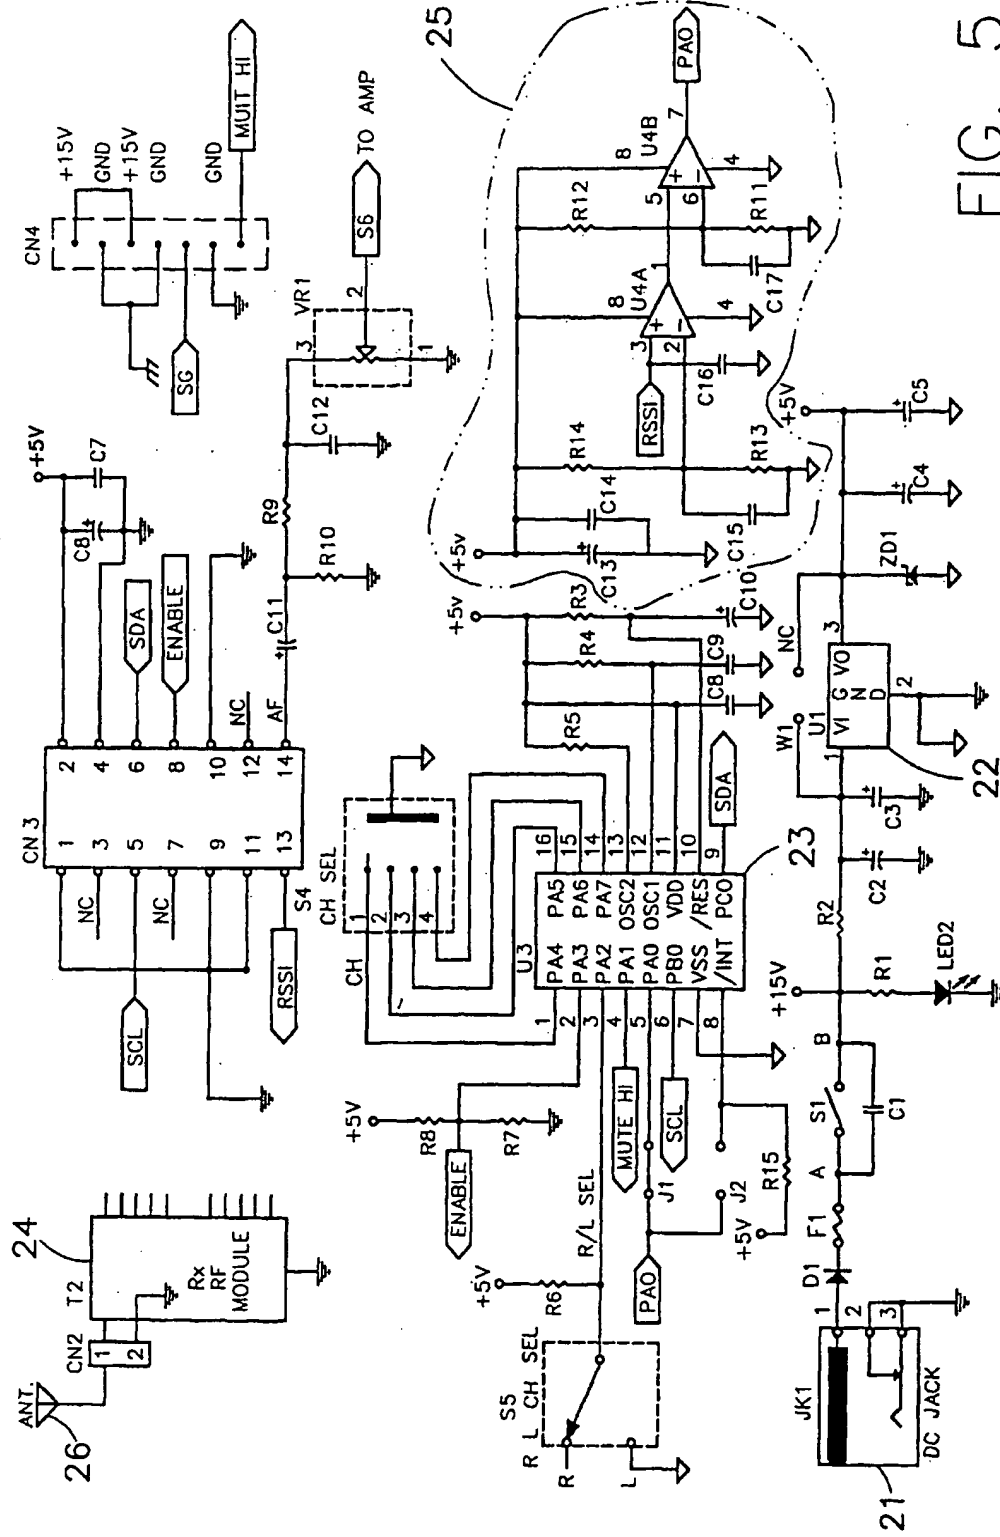 ANT.
26
CN2
1
2
T2
24
Rx
RF
MODULE
CN3
1 2
3 4
5 6
7 8
9 10
11 12
13 14
NC
NC
SCL
RSSI
+5V
C8 +
C7
SDA
ENABLE
NC
AF
+ C11
R10
R9
C12
VR1
3
2
1
S6
TO AMP
CN4
+15V
GND
+15V
GND
GND
SG
MUIT HI
S5
R L CH SEL
R
L
+5V
R6
R/L SEL
+5V
R8
R7
ENABLE
MUTE HI
SCL
PAO
J1
J2
+5V
R15
S4
CH SEL
CH
1
2
3
4
U3
1 PA4 PA5 16
2 PA3 PA6 15
3 PA2 PA7 14
4 PA1 OSC2 13
5 PA0 OSC1 12
6 PB0 VDD 11
7 VSS /RES 10
8 /INT PC0 9
23
SDA
+5v
R5
R4
R3
C8
C9
+ C10
25
+5v
+ C13
C14
R14
C15
R13
RSSI
C16
3
2
+
−
8
U4A
1
4
R12
C17
R11
5
6
+
−
8
U4B
7
4
PAO
JK1
DC JACK
21
1
2
3
D1
F1
A
S1
B
C1
+15V
R1
LED2
R2
+ C2
+ C3
W1
NC
U1
1
VI G VO
N
D
3
2
22
ZD1
+5V
+ C4
+ C5
FIG. 5